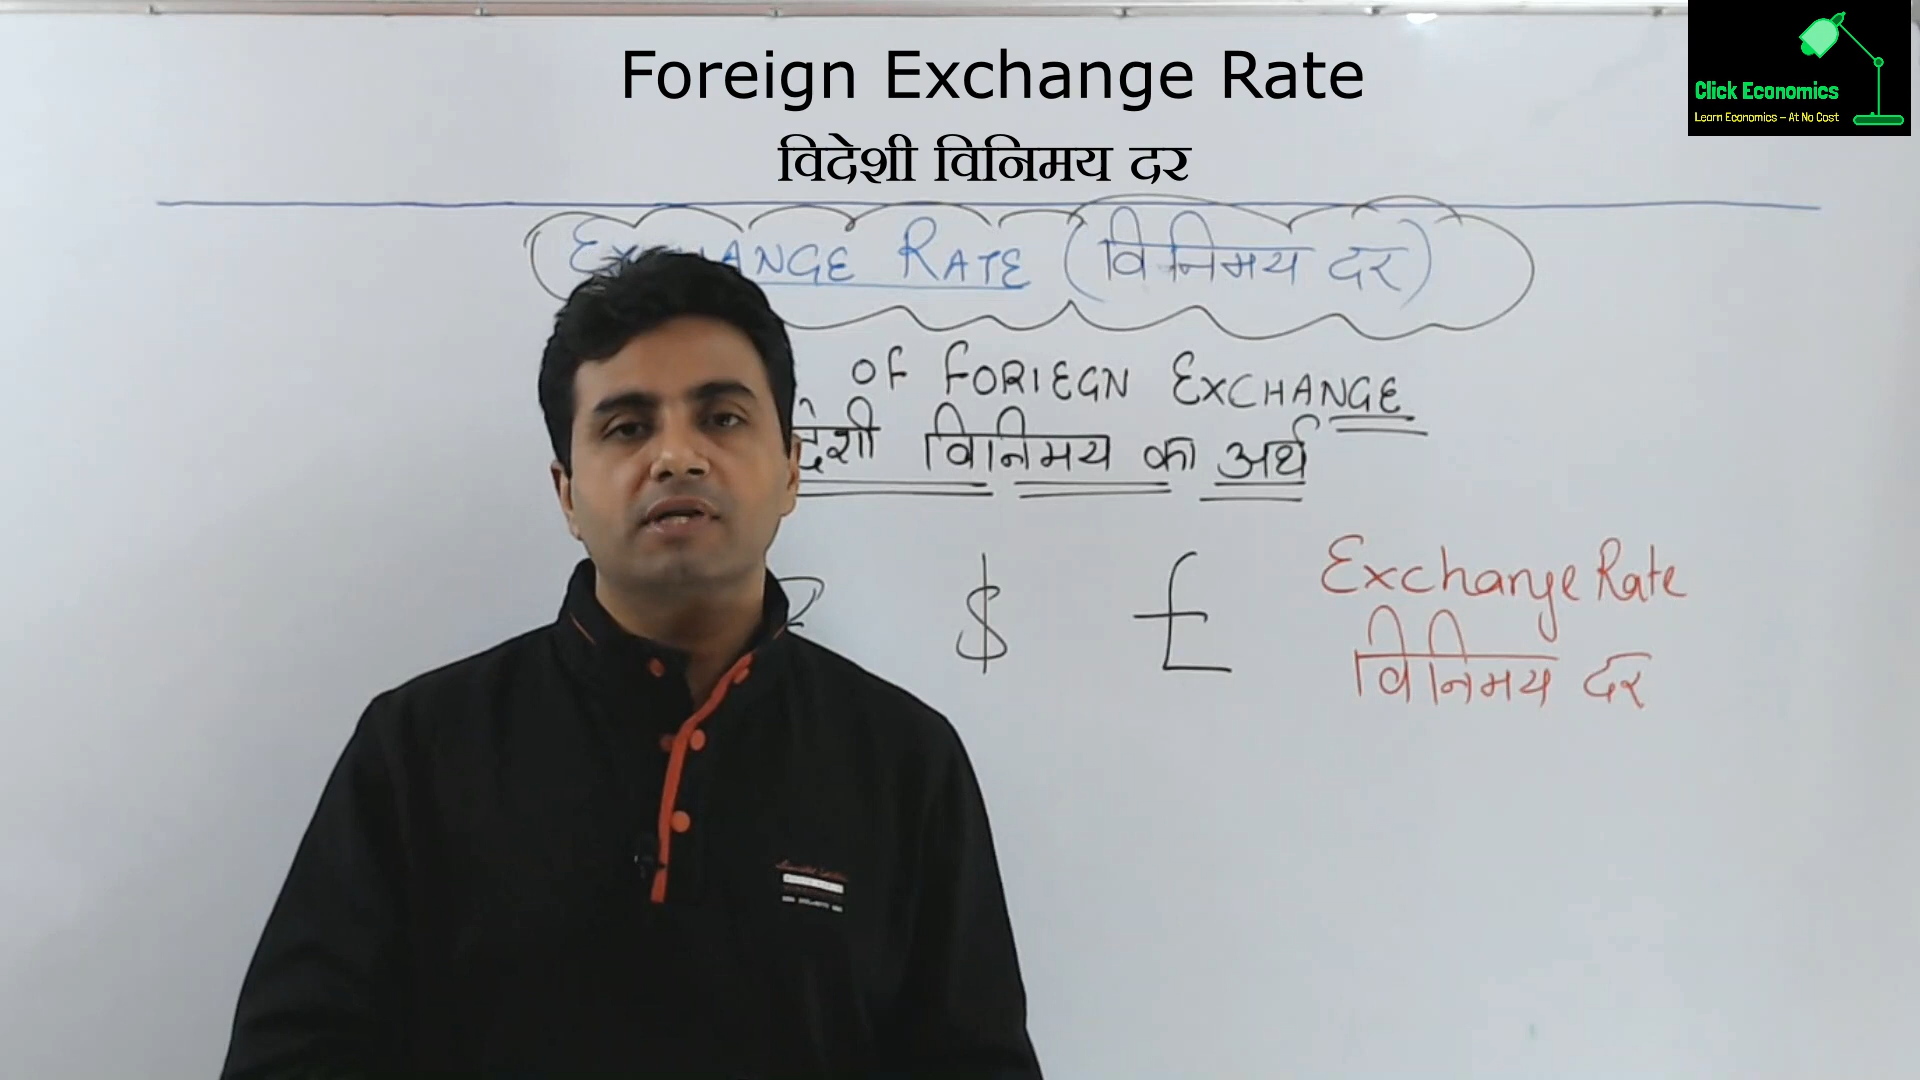 Foreign Exchange Rate
विदेशी विनिमय दर
Click Economics
Learn Economics – At No Cost
EXCHANGE RATE (विनिमय दर)
OF FORIEGN EXCHANGE
देशी विनिमय का अर्थ
$ £
Exchange Rate
विनिमय दर